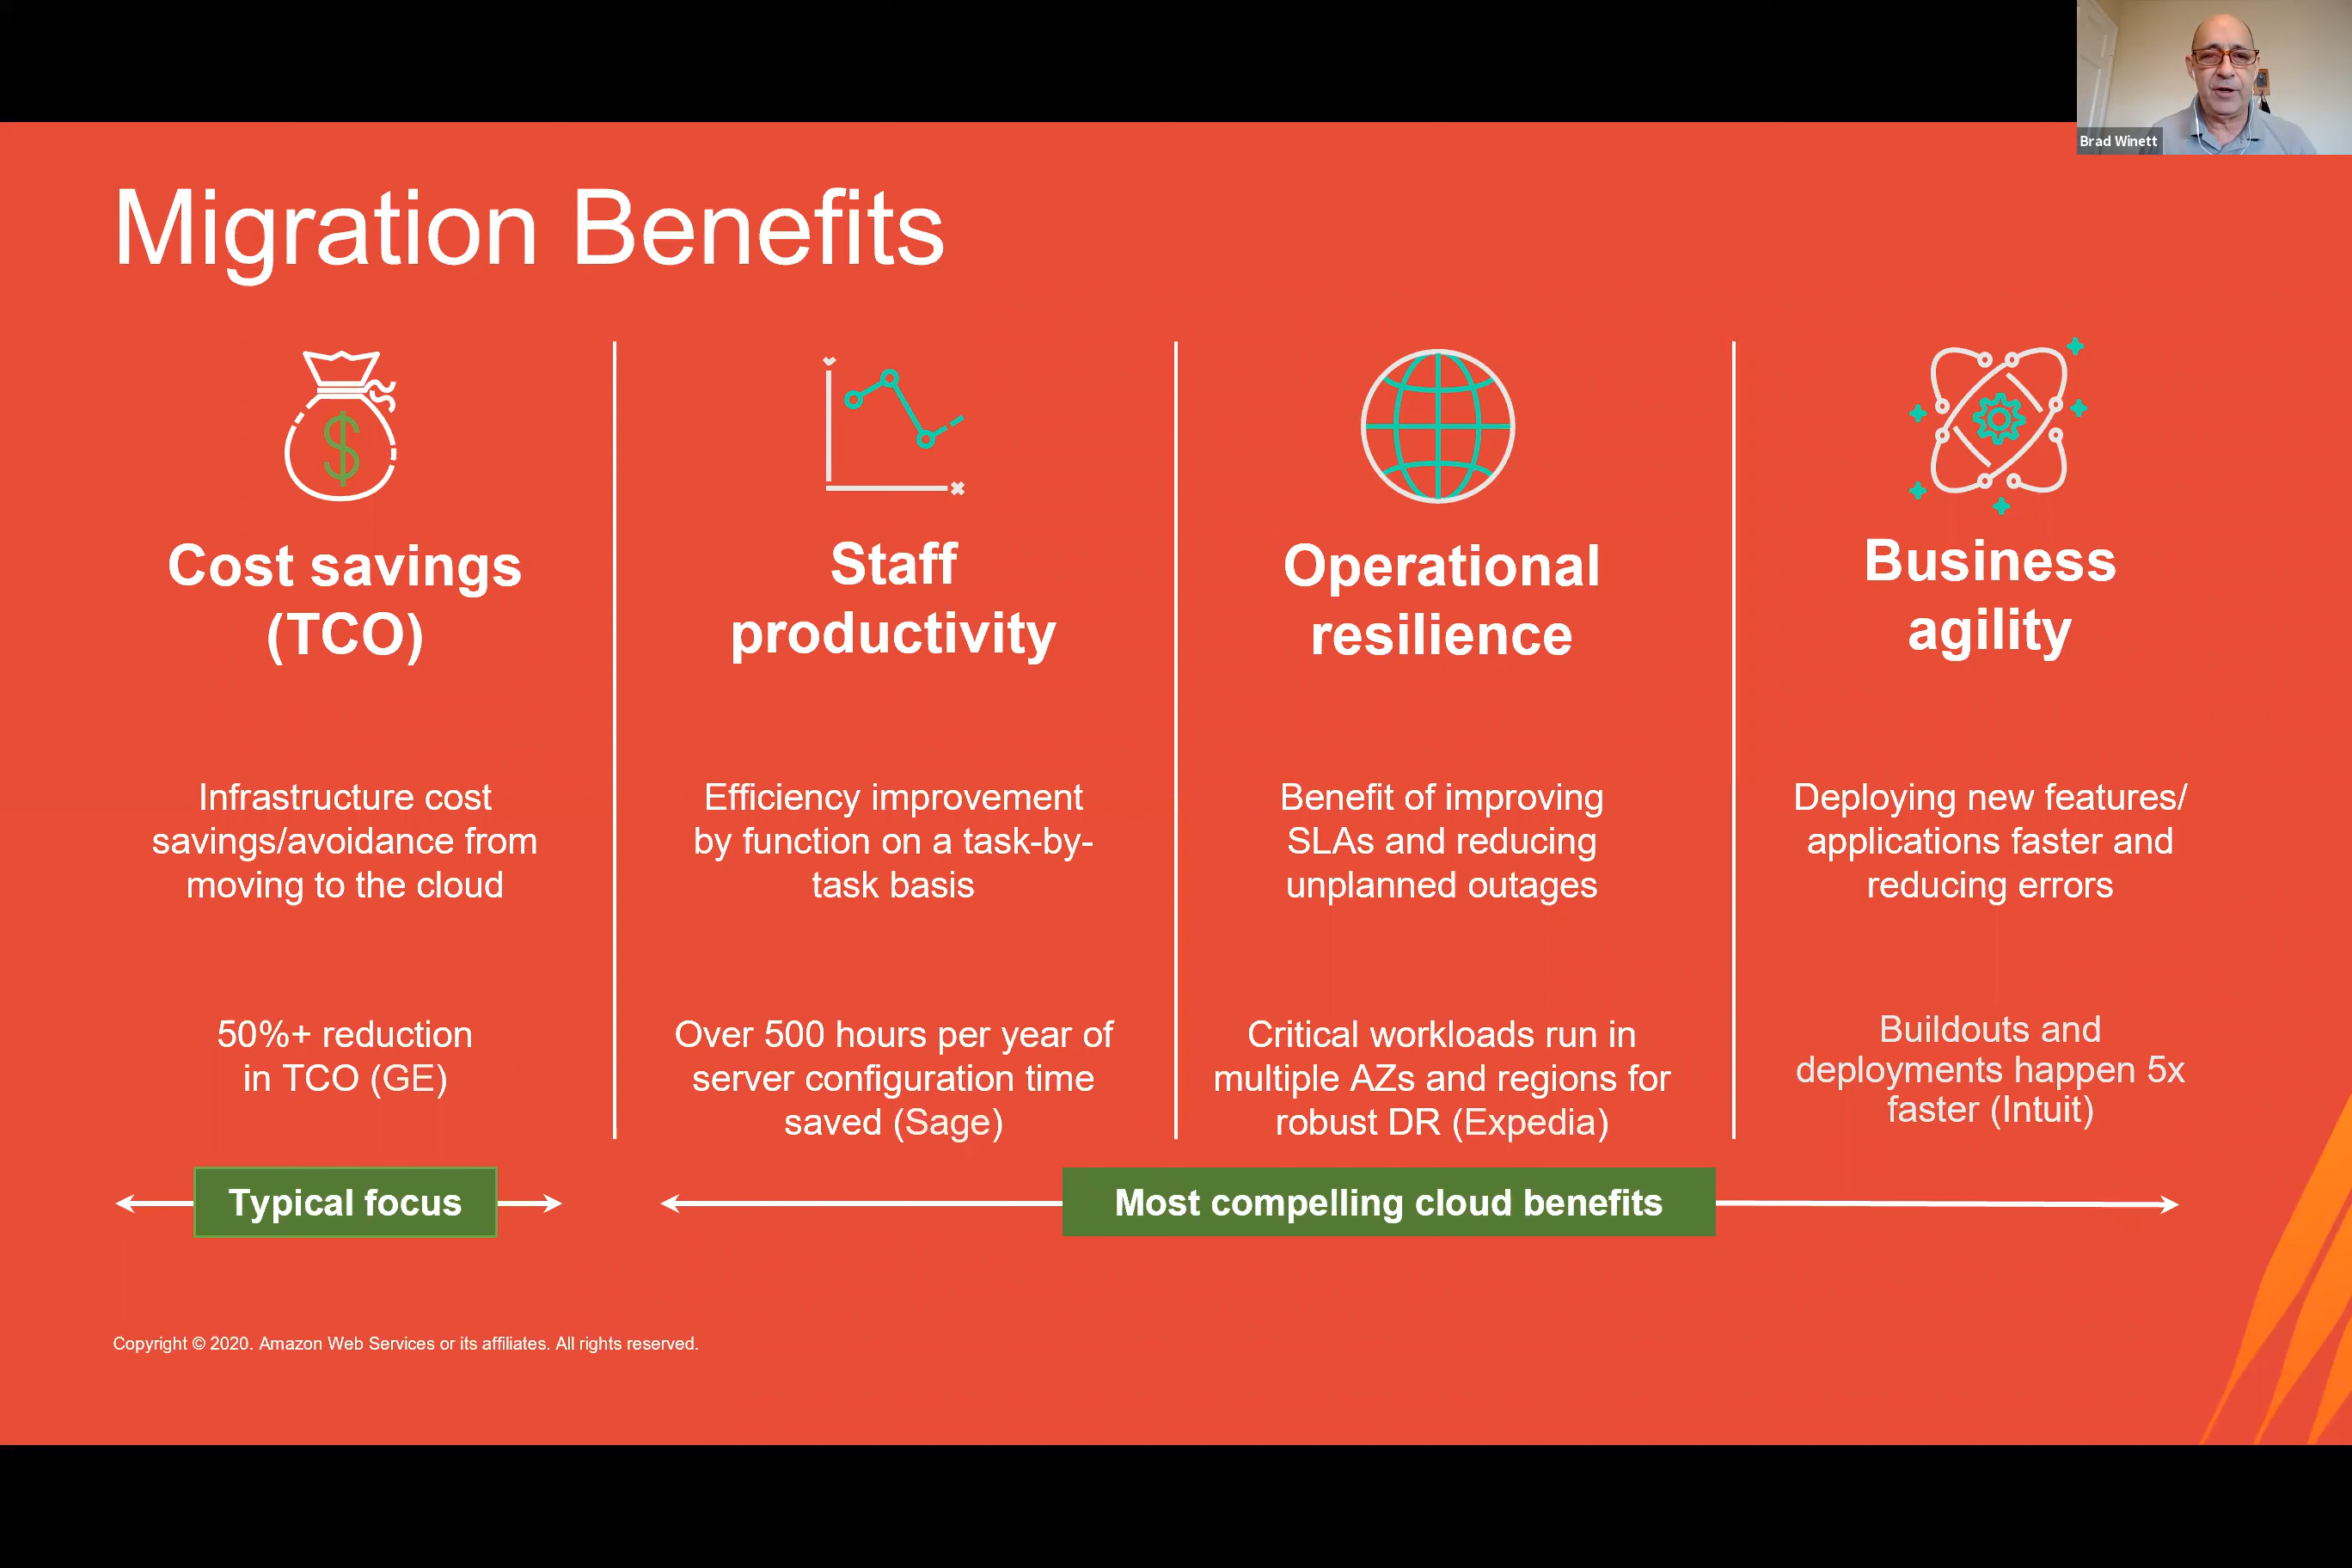 Brad Winett
Migration Benefits
Cost savings
(TCO)
Infrastructure cost
savings/avoidance from
moving to the cloud
50%+ reduction
in TCO (GE)
Staff
productivity
Efficiency improvement
by function on a task-by-
task basis
Over 500 hours per year of
server configuration time
saved (Sage)
Operational
resilience
Benefit of improving
SLAs and reducing
unplanned outages
Critical workloads run in
multiple AZs and regions for
robust DR (Expedia)
Business
agility
Deploying new features/
applications faster and
reducing errors
Buildouts and
deployments happen 5x
faster (Intuit)
Typical focus
Most compelling cloud benefits
Copyright © 2020. Amazon Web Services or its affiliates. All rights reserved.